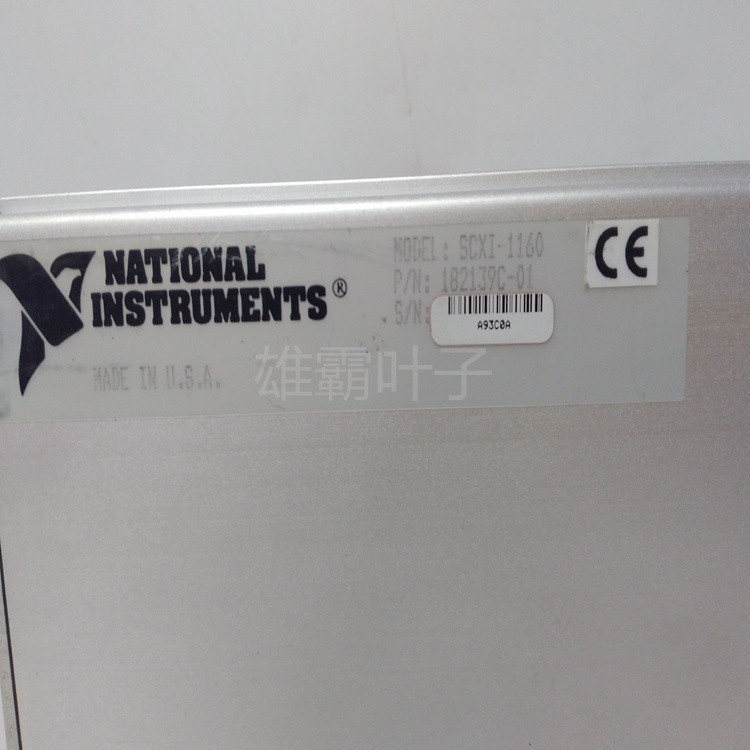 NATIONAL
INSTRUMENTS®
MODEL: SCXI-1160
P/N: 182139C-01
S/N:
A93C0A
CE
MADE IN U.S.A.
雄霸叶子